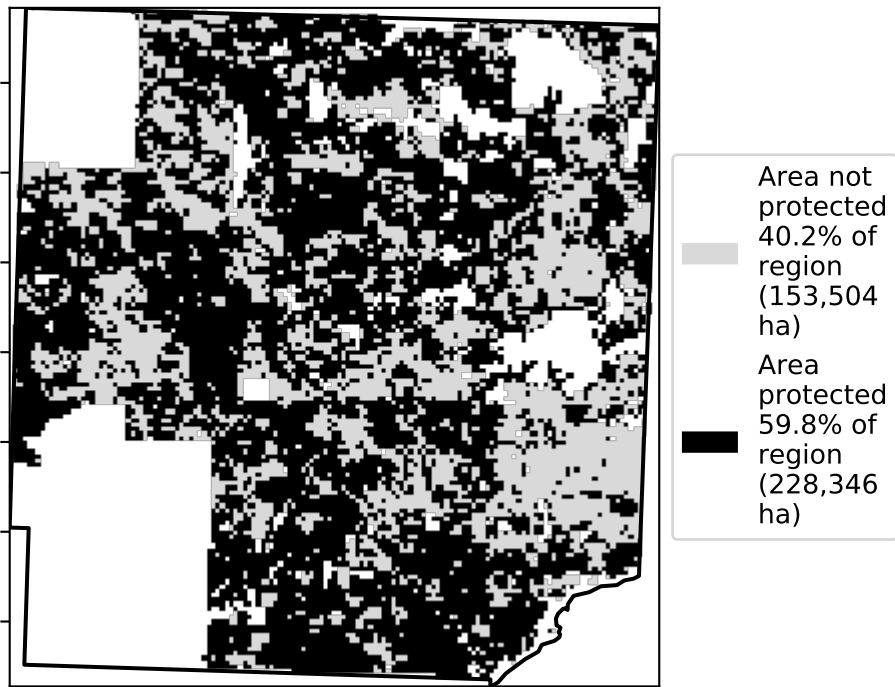 Area not
protected
40.2% of
region
(153,504
ha)
Area
protected
59.8% of
region
(228,346
ha)